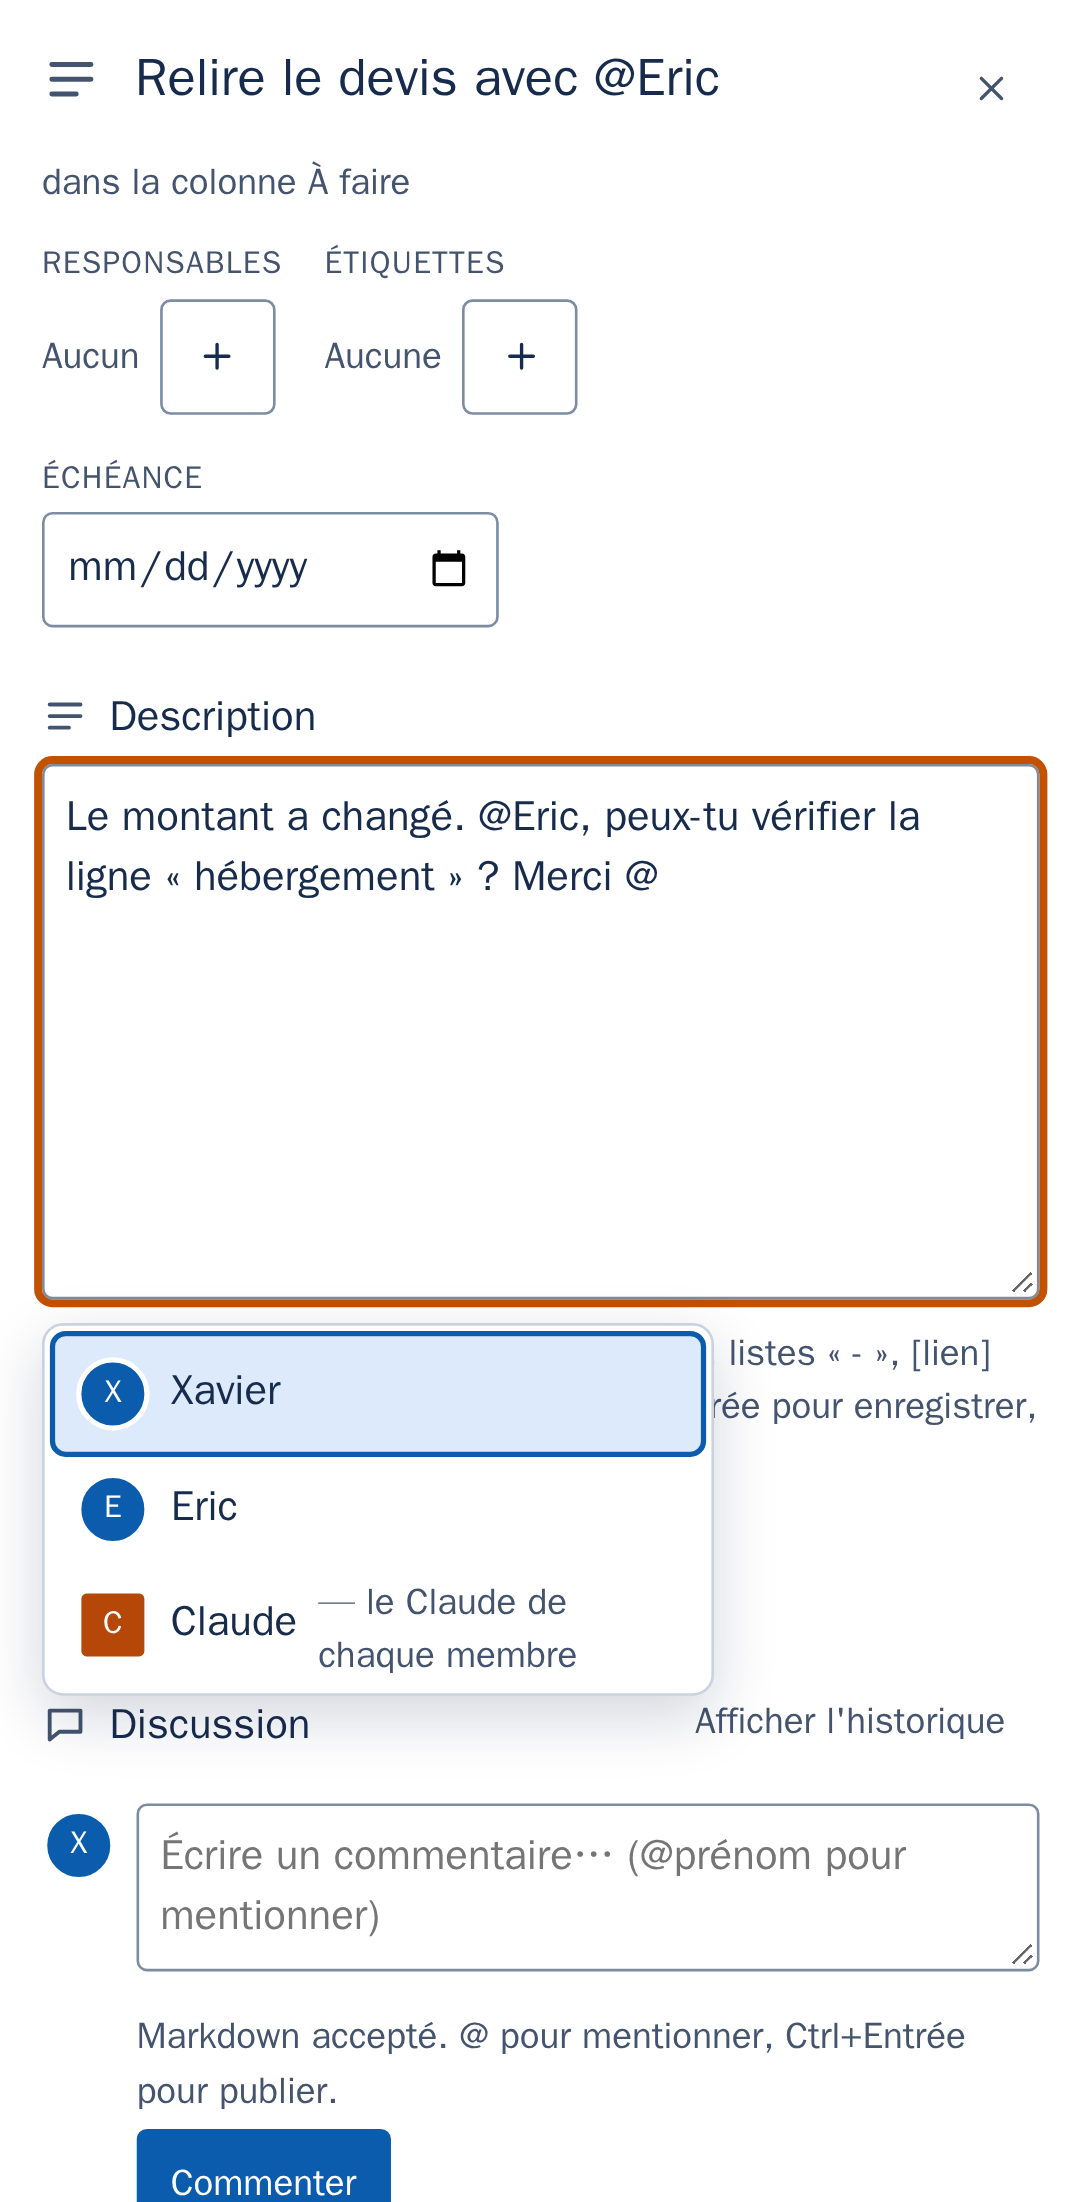 Relire le devis avec @Eric
dans la colonne À faire
RESPONSABLES ÉTIQUETTES
Aucun + Aucune +
ÉCHÉANCE
mm/dd/yyyy
Description
Le montant a changé. @Eric, peux-tu vérifier la
ligne « hébergement » ? Merci @
listes « - », [lien]
rée pour enregistrer,
X Xavier
E Eric
C Claude — le Claude de
chaque membre
Discussion Afficher l'historique
X Écrire un commentaire… (@prénom pour
mentionner)
Markdown accepté. @ pour mentionner, Ctrl+Entrée
pour publier.
Commenter